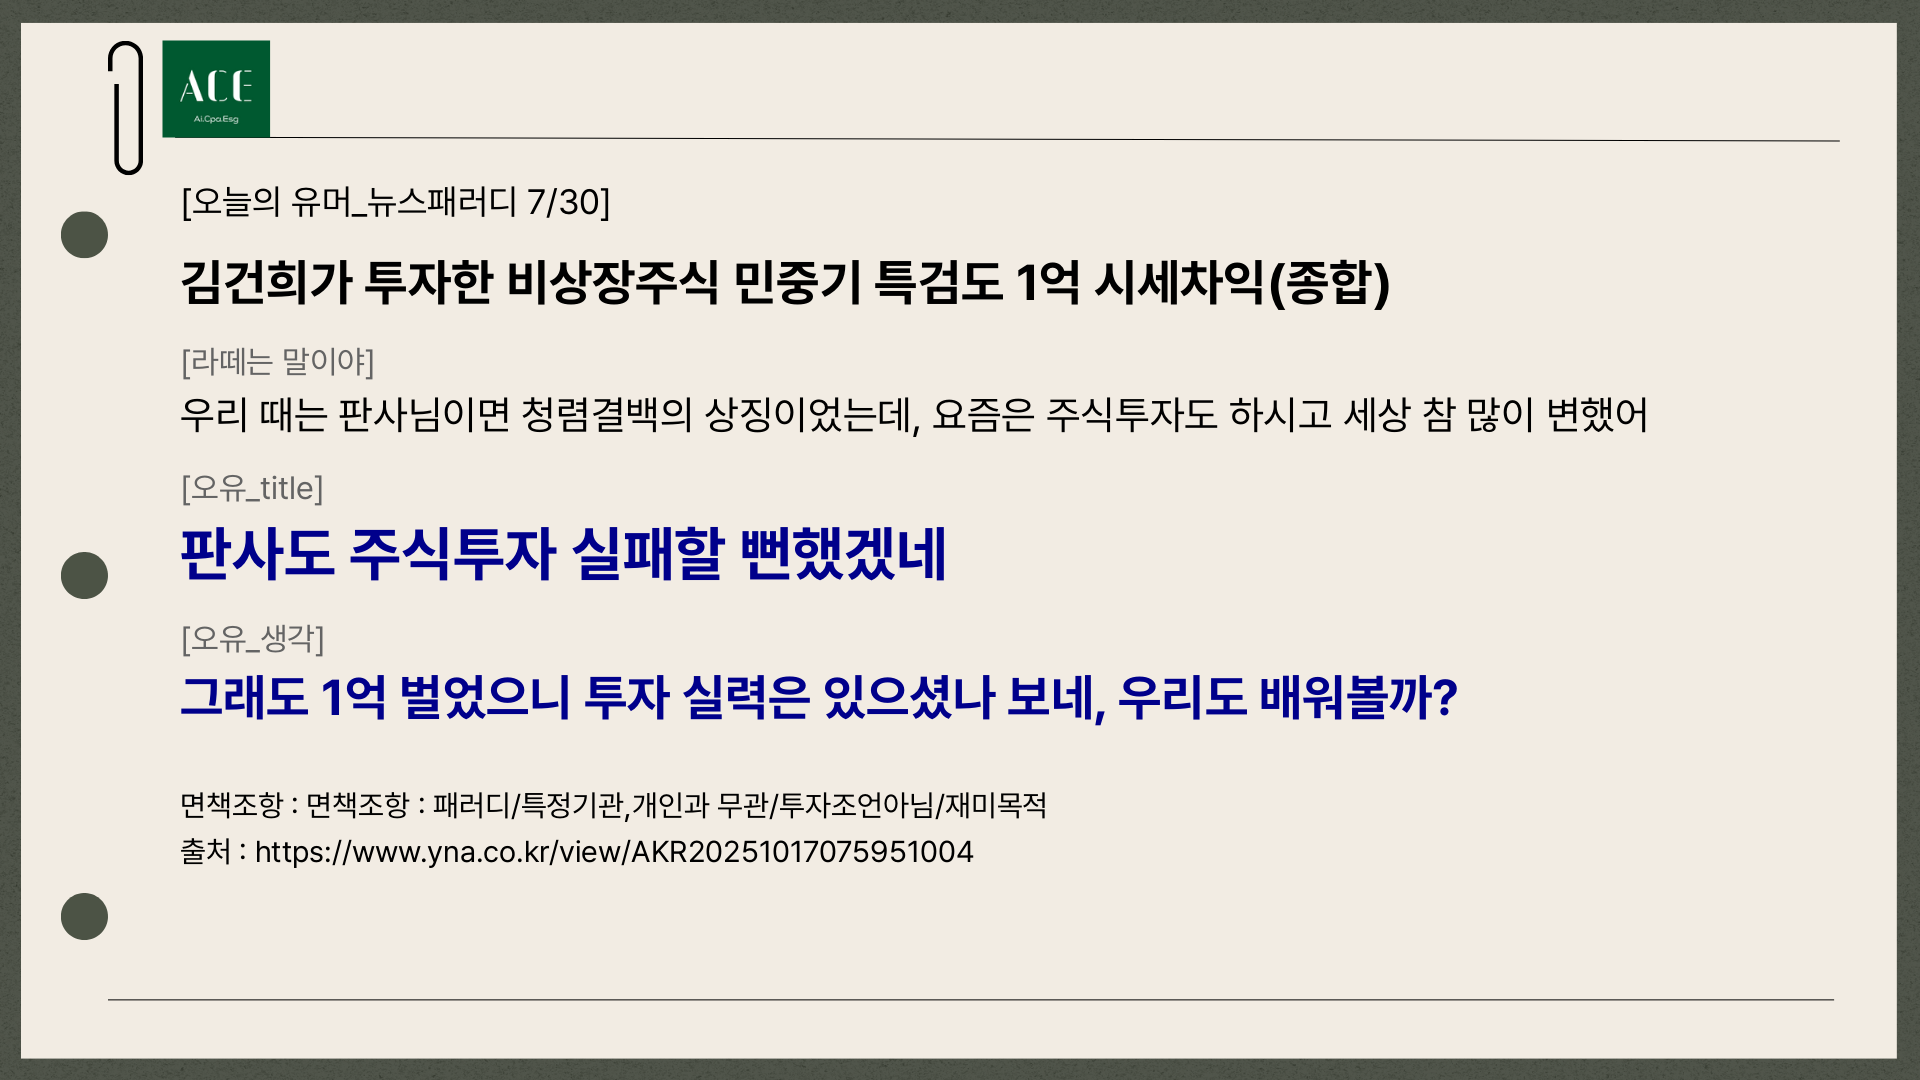 ACE
Ai.Cpa.Esg
[오늘의 유머_뉴스패러디 7/30]
김건희가 투자한 비상장주식 민중기 특검도 1억 시세차익(종합)
[라떼는 말이야]
우리 때는 판사님이면 청렴결백의 상징이었는데, 요즘은 주식투자도 하시고 세상 참 많이 변했어
[오유_title]
판사도 주식투자 실패할 뻔했겠네
[오유_생각]
그래도 1억 벌었으니 투자 실력은 있으셨나 보네, 우리도 배워볼까?
면책조항 : 면책조항 : 패러디/특정기관,개인과 무관/투자조언아님/재미목적
출처 : https://www.yna.co.kr/view/AKR20251017075951004